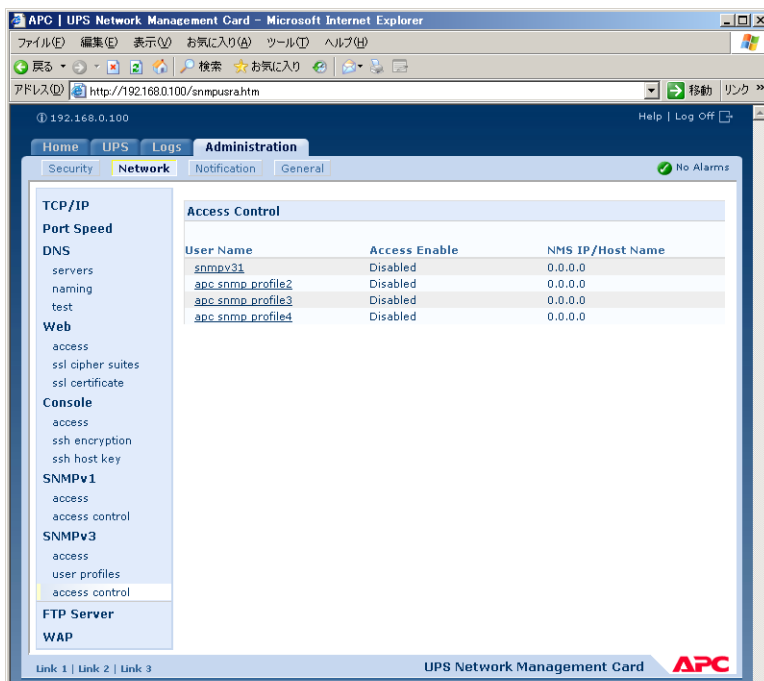 APC | UPS Network Management Card - Microsoft Internet Explorer
ファイル(F) 編集(E) 表示(V) お気に入り(A) ツール(T) ヘルプ(H)
戻る 検索 お気に入り
アドレス(D) http://192.168.0.100/snmpusra.htm 移動 リンク »
192.168.0.100 Help | Log Off
Home UPS Logs Administration
Security Network Notification General No Alarms
TCP/IP
Port Speed
DNS
servers
naming
test
Web
access
ssl cipher suites
ssl certificate
Console
access
ssh encryption
ssh host key
SNMPv1
access
access control
SNMPv3
access
user profiles
access control
FTP Server
WAP
Access Control
User Name Access Enable NMS IP/Host Name
snmpv31 Disabled 0.0.0.0
apc snmp profile2 Disabled 0.0.0.0
apc snmp profile3 Disabled 0.0.0.0
apc snmp profile4 Disabled 0.0.0.0
Link 1 | Link 2 | Link 3 UPS Network Management Card APC